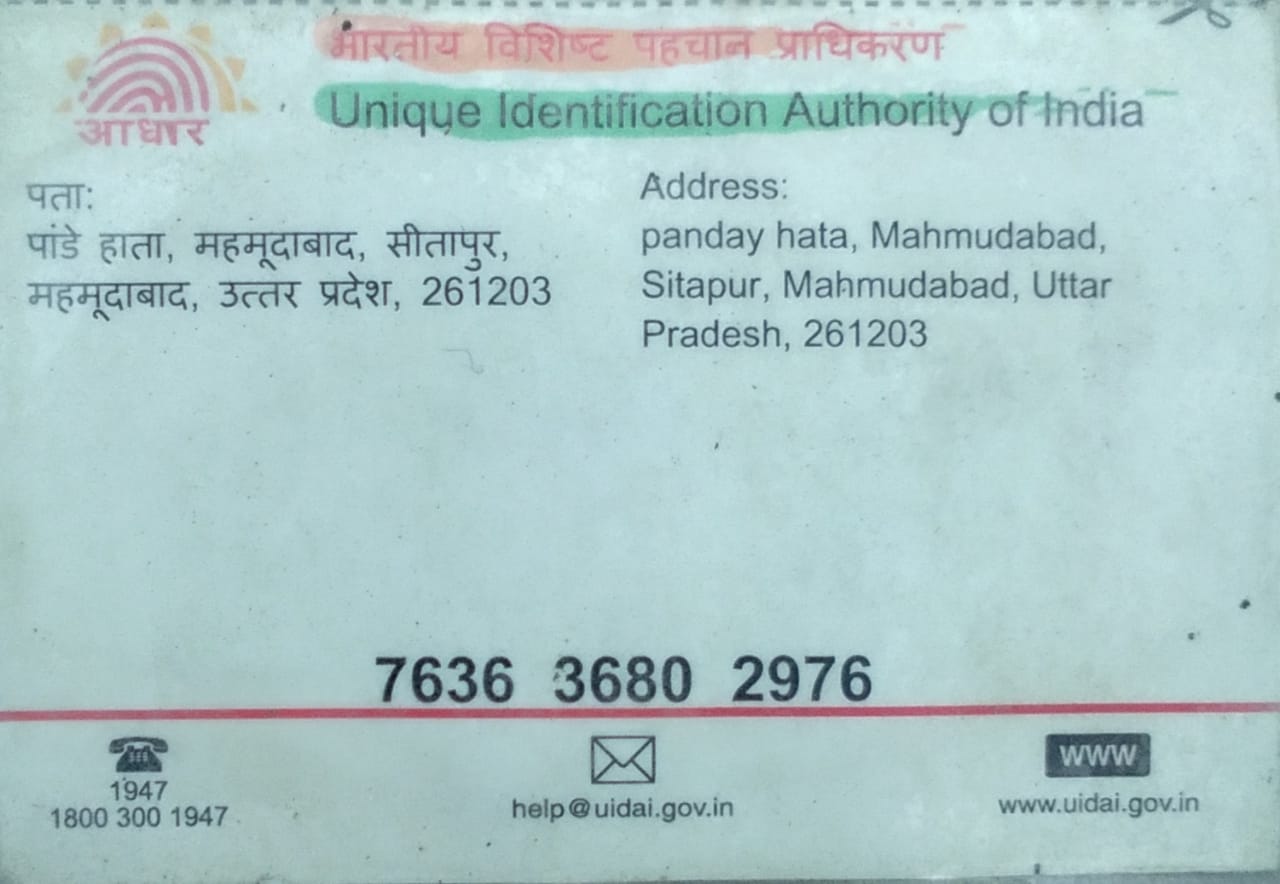 भारतीय विशिष्ट पहचान प्राधिकरण
Unique Identification Authority of India
आधार
पता:
पांडे हाता, महमूदाबाद, सीतापुर,
महमूदाबाद, उत्तर प्रदेश, 261203
Address:
panday hata, Mahmudabad,
Sitapur, Mahmudabad, Uttar
Pradesh, 261203
7636 3680 2976
1947
1800 300 1947
help@uidai.gov.in
www
www.uidai.gov.in